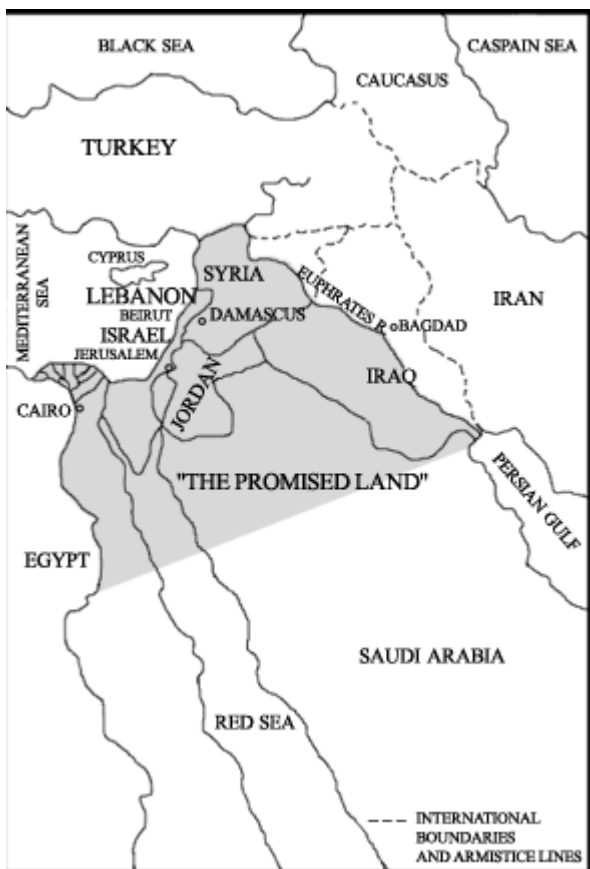 BLACK SEA
CASPAIN SEA
CAUCASUS
TURKEY
MEDITERRANEAN
SEA
CYPRUS
SYRIA
LEBANON
BEIRUT
DAMASCUS
ISRAEL
JERUSALEM
EUPHRATES R
BAGDAD
IRAN
CAIRO
JORDAN
IRAQ
"THE PROMISED LAND"
PERSIAN GULF
EGYPT
SAUDI ARABIA
RED SEA
INTERNATIONAL
BOUNDARIES
AND ARMISTICE LINES